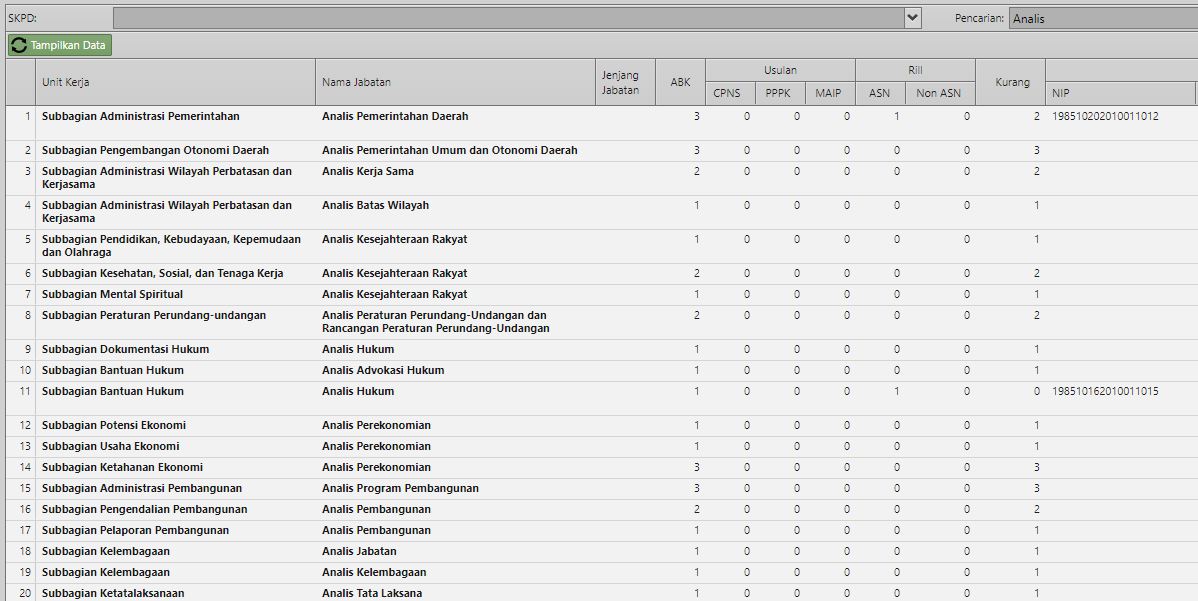 SKPD: Pencarian: Analis
Tampilkan Data
Unit Kerja Nama Jabatan Jenjang Jabatan ABK Usulan Rill Kurang
CPNS PPPK MAIP ASN Non ASN NIP
1 Subbagian Administrasi Pemerintahan Analis Pemerintahan Daerah 3 0 0 0 1 0 2 198510202010011012
2 Subbagian Pengembangan Otonomi Daerah Analis Pemerintahan Umum dan Otonomi Daerah 3 0 0 0 0 0 3
3 Subbagian Administrasi Wilayah Perbatasan dan Analis Kerja Sama 2 0 0 0 0 0 2
Kerjasama
4 Subbagian Administrasi Wilayah Perbatasan dan Analis Batas Wilayah 1 0 0 0 0 0 1
Kerjasama
5 Subbagian Pendidikan, Kebudayaan, Kepemudaan Analis Kesejahteraan Rakyat 1 0 0 0 0 0 1
dan Olahraga
6 Subbagian Kesehatan, Sosial, dan Tenaga Kerja Analis Kesejahteraan Rakyat 2 0 0 0 0 0 2
7 Subbagian Mental Spiritual Analis Kesejahteraan Rakyat 1 0 0 0 0 0 1
8 Subbagian Peraturan Perundang-undangan Analis Peraturan Perundang-Undangan dan 2 0 0 0 0 0 2
Rancangan Peraturan Perundang-Undangan
9 Subbagian Dokumentasi Hukum Analis Hukum 1 0 0 0 0 0 1
10 Subbagian Bantuan Hukum Analis Advokasi Hukum 1 0 0 0 0 0 1
11 Subbagian Bantuan Hukum Analis Hukum 1 0 0 0 1 0 0 198510162010011015
12 Subbagian Potensi Ekonomi Analis Perekonomian 1 0 0 0 0 0 1
13 Subbagian Usaha Ekonomi Analis Perekonomian 1 0 0 0 0 0 1
14 Subbagian Ketahanan Ekonomi Analis Perekonomian 3 0 0 0 0 0 3
15 Subbagian Administrasi Pembangunan Analis Program Pembangunan 3 0 0 0 0 0 3
16 Subbagian Pengendalian Pembangunan Analis Pembangunan 2 0 0 0 0 0 2
17 Subbagian Pelaporan Pembangunan Analis Pembangunan 1 0 0 0 0 0 1
18 Subbagian Kelembagaan Analis Jabatan 1 0 0 0 0 0 1
19 Subbagian Kelembagaan Analis Kelembagaan 1 0 0 0 0 0 1
20 Subbagian Ketatalaksanaan Analis Tata Laksana 1 0 0 0 0 0 1